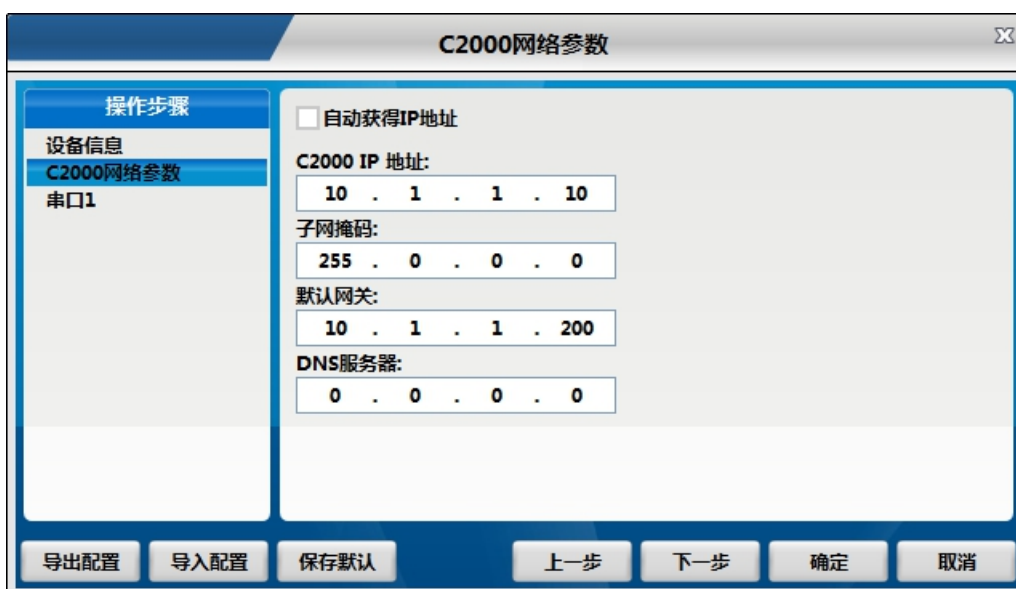 C2000网络参数
操作步骤
设备信息
C2000网络参数
串口1
自动获得IP地址
C2000 IP 地址:
10 . 1 . 1 . 10
子网掩码:
255 . 0 . 0 . 0
默认网关:
10 . 1 . 1 . 200
DNS服务器:
0 . 0 . 0 . 0
导出配置 导入配置 保存默认 上一步 下一步 确定 取消